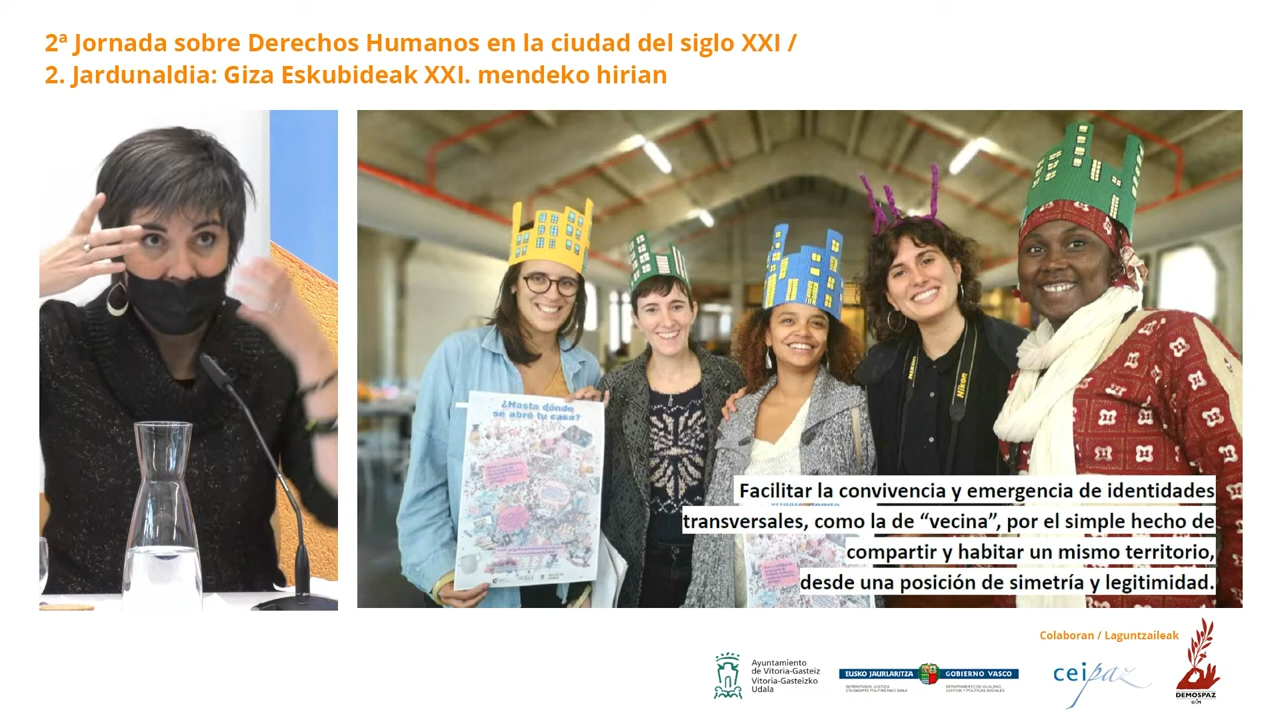 2ª Jornada sobre Derechos Humanos en la ciudad del siglo XXI /
2. Jardunaldia: Giza Eskubideak XXI. mendeko hirian
¿Hasta dónde
se abre tu casa?
Nikon
Facilitar la convivencia y emergencia de identidades
transversales, como la de “vecina”, por el simple hecho de
compartir y habitar un mismo territorio,
desde una posición de simetría y legitimidad.
Colaboran / Laguntzaileak
Ayuntamiento
de Vitoria-Gasteiz
Vitoria-Gasteizko
Udala
EUSKO JAURLARITZA
GOBIERNO VASCO
ceipaz
DEMOSPAZ